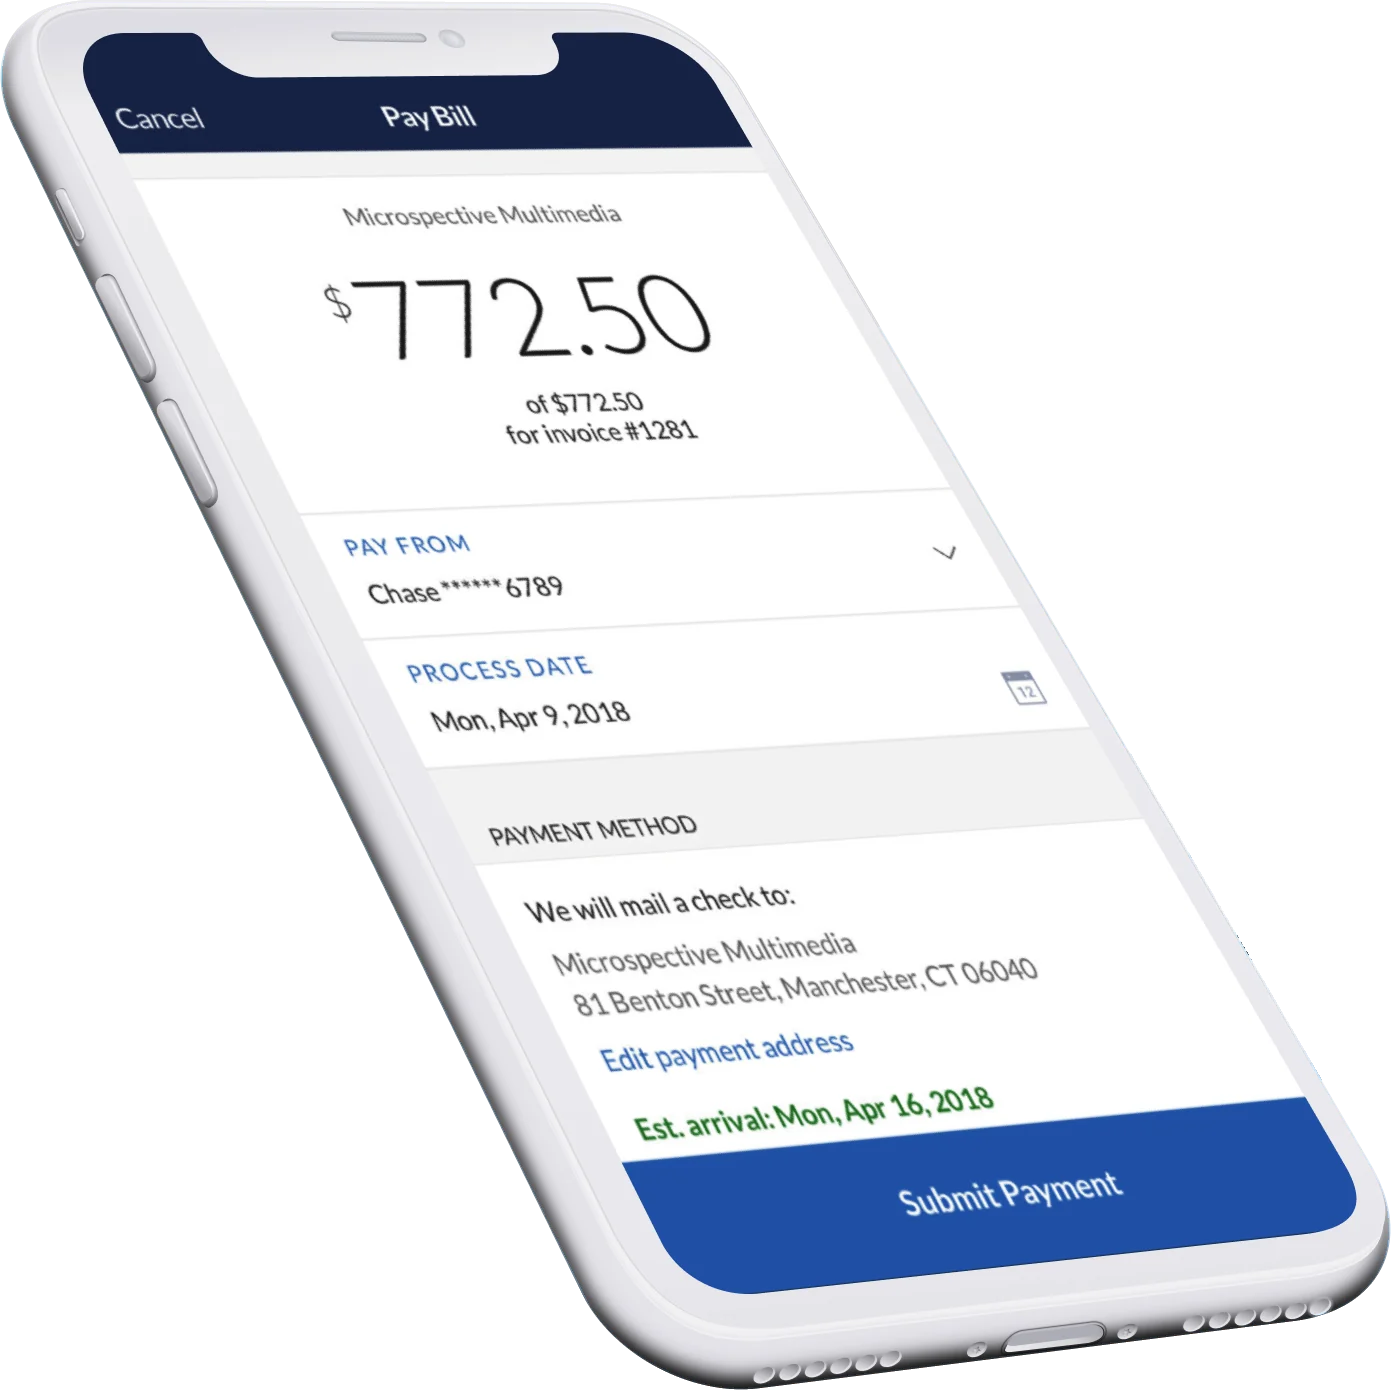 Cancel
Pay Bill
Microspective Multimedia
$772.50
of $772.50
for invoice #1281
PAY FROM
Chase ******6789
PROCESS DATE
Mon, Apr 9, 2018
12
PAYMENT METHOD
We will mail a check to:
Microspective Multimedia
81 Benton Street, Manchester, CT 06040
Edit payment address
Est. arrival: Mon, Apr 16, 2018
Submit Payment